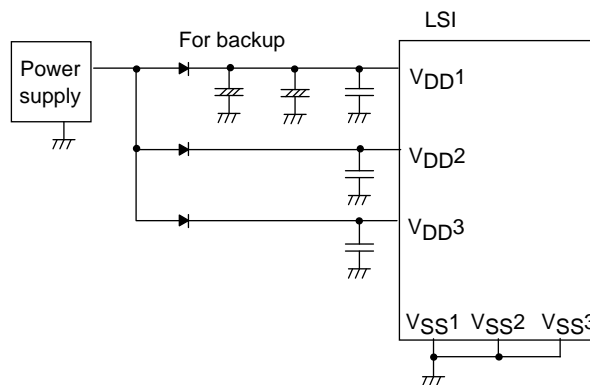 LSI
For backup
Power
supply
VDD1
VDD2
VDD3
VSS1 VSS2 VSS3